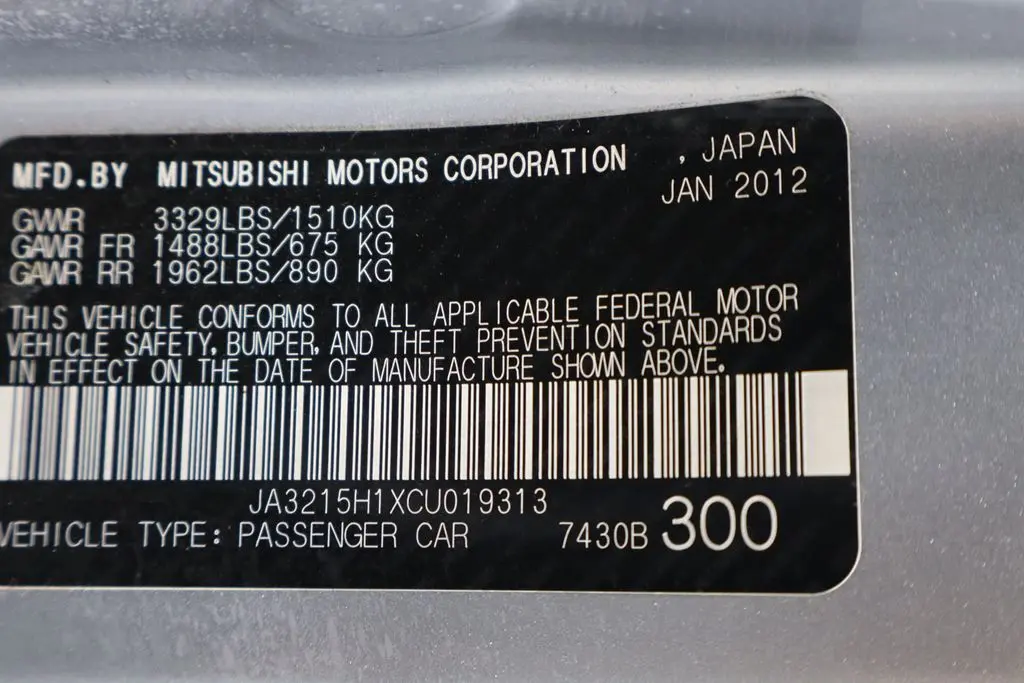 MFD.BY MITSUBISHI MOTORS CORPORATION , JAPAN
JAN 2012
GVWR 3329LBS/1510KG
GAWR FR 1488LBS/675 KG
GAWR RR 1962LBS/890 KG
THIS VEHICLE CONFORMS TO ALL APPLICABLE FEDERAL MOTOR
VEHICLE SAFETY, BUMPER, AND THEFT PREVENTION STANDARDS
IN EFFECT ON THE DATE OF MANUFACTURE SHOWN ABOVE.
JA3215H1XCU019313
VEHICLE TYPE: PASSENGER CAR 7430B 300